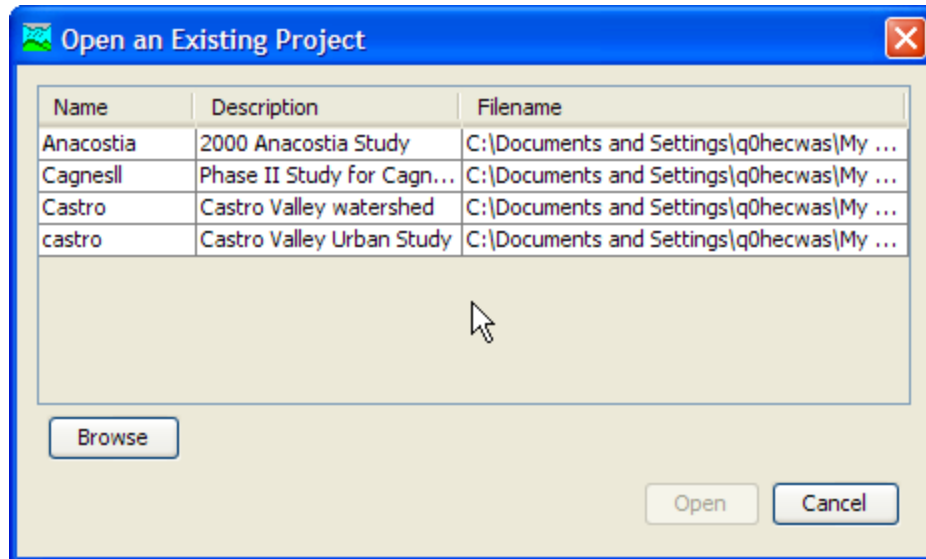 Open an Existing Project
Name Description Filename
Anacostia 2000 Anacostia Study C:\Documents and Settings\q0hecwas\My ...
Cagnesll Phase II Study for Cagn... C:\Documents and Settings\q0hecwas\My ...
Castro Castro Valley watershed C:\Documents and Settings\q0hecwas\My ...
castro Castro Valley Urban Study C:\Documents and Settings\q0hecwas\My ...
Browse
Open Cancel